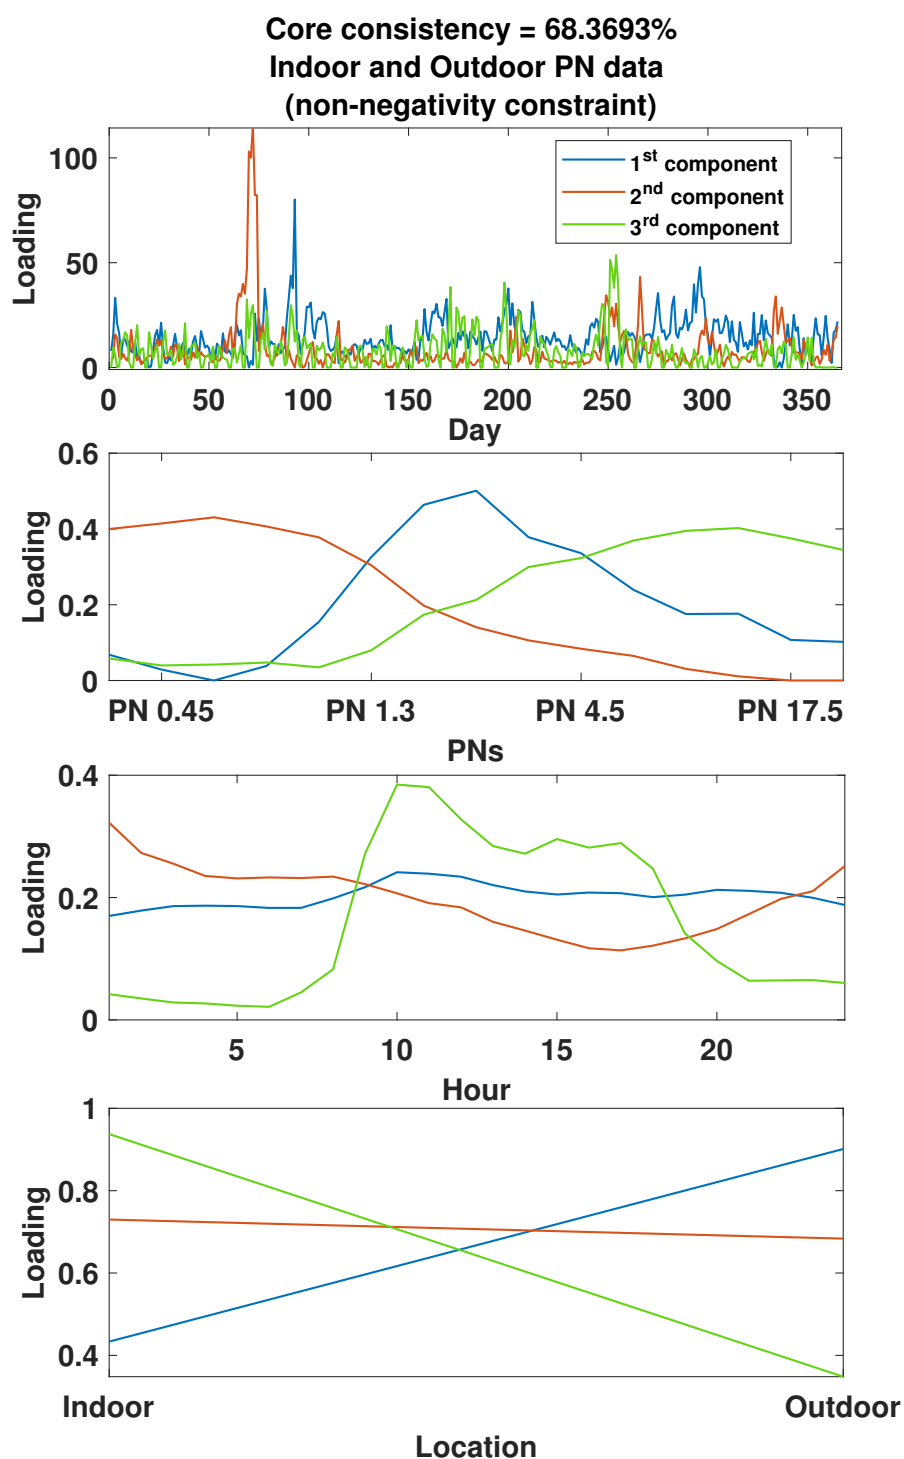 Core consistency = 68.3693%
Indoor and Outdoor PN data
(non-negativity constraint)
Loading
100
50
0
1st component
2nd component
3rd component
0 50 100 150 200 250 300 350
Day
Loading
0.6
0.4
0.2
0
PN 0.45 PN 1.3 PN 4.5 PN 17.5
PNs
Loading
0.4
0.2
0
5 10 15 20
Hour
Loading
1
0.8
0.6
0.4
Indoor Outdoor
Location